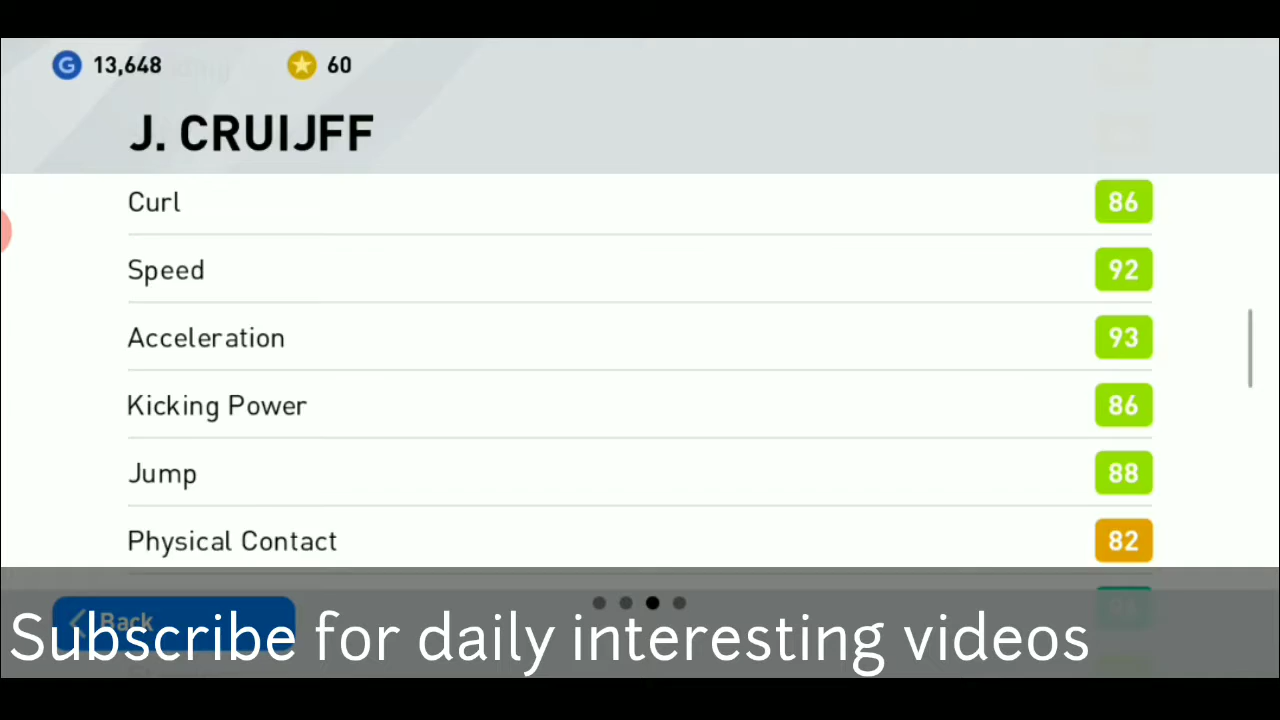 G 13,648 60
J. CRUIJFF
Curl 86
Speed 92
Acceleration 93
Kicking Power 86
Jump 88
Physical Contact 82
Back
Subscribe for daily interesting videos